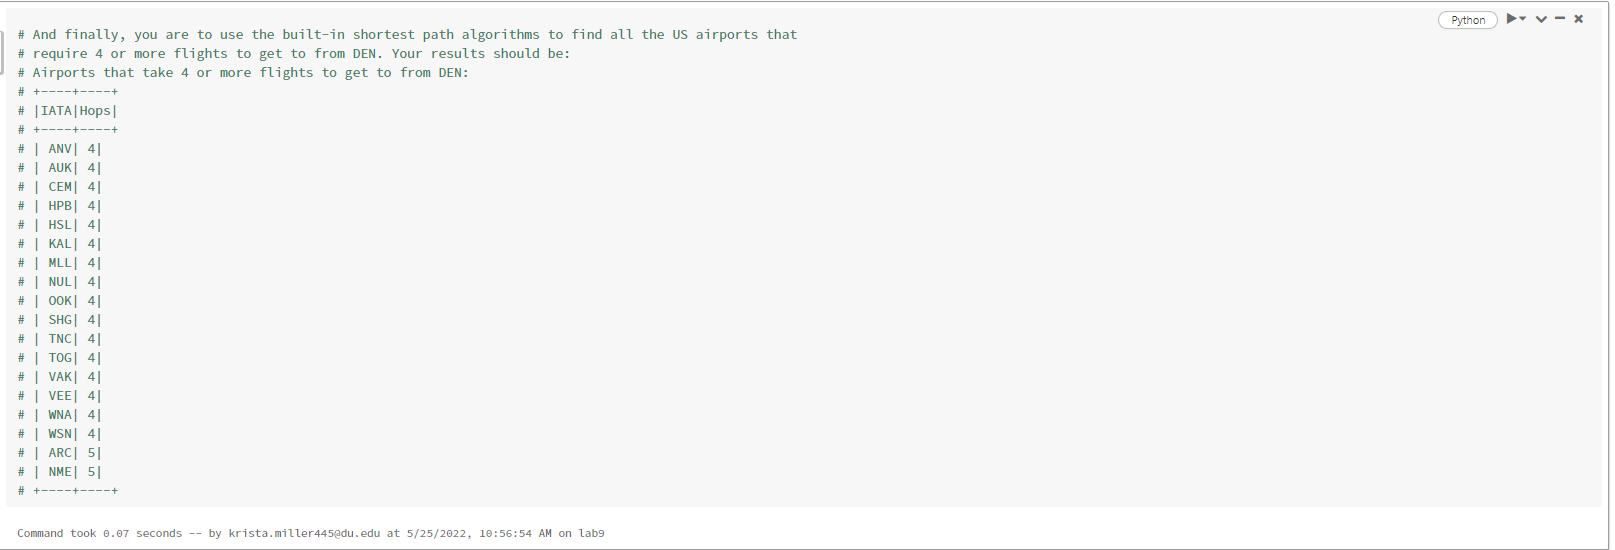 Python
# And finally, you are to use the built-in shortest path algorithms to find all the US airports that
# require 4 or more flights to get to from DEN. Your results should be:
# Airports that take 4 or more flights to get to from DEN:
# +----+----+
# |IATA|Hops|
# +----+----+
# | ANV| 4|
# | AUK| 4|
# | CEM| 4|
# | HPB| 4|
# | HSL| 4|
# | KAL| 4|
# | MLL| 4|
# | NUL| 4|
# | OOK| 4|
# | SHG| 4|
# | TNC| 4|
# | TOG| 4|
# | VAK| 4|
# | VEE| 4|
# | WNA| 4|
# | WSN| 4|
# | ARC| 5|
# | NME| 5|
# +----+----+
Command took 0.07 seconds -- by krista.miller445@du.edu at 5/25/2022, 10:56:54 AM on lab9